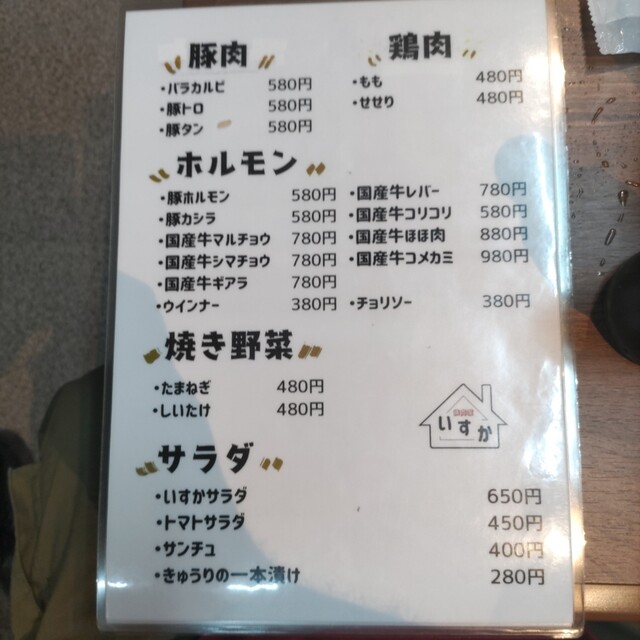 豚肉
・バラカルビ 580円
・豚トロ 580円
・豚タン 580円
鶏肉
・もも 480円
・せせり 480円
ホルモン
・豚ホルモン 580円
・豚カシラ 580円
・国産牛マルチョウ 780円
・国産牛シマチョウ 780円
・国産牛ギアラ 780円
・ウインナー 380円
・国産牛レバー 780円
・国産牛コリコリ 580円
・国産牛ほほ肉 880円
・国産牛コメカミ 980円
・チョリソー 380円
焼き野菜
・たまねぎ 480円
・しいたけ 480円
いすか
サラダ
・いすかサラダ 650円
・トマトサラダ 450円
・サンチュ 400円
・きゅうりの一本漬け 280円